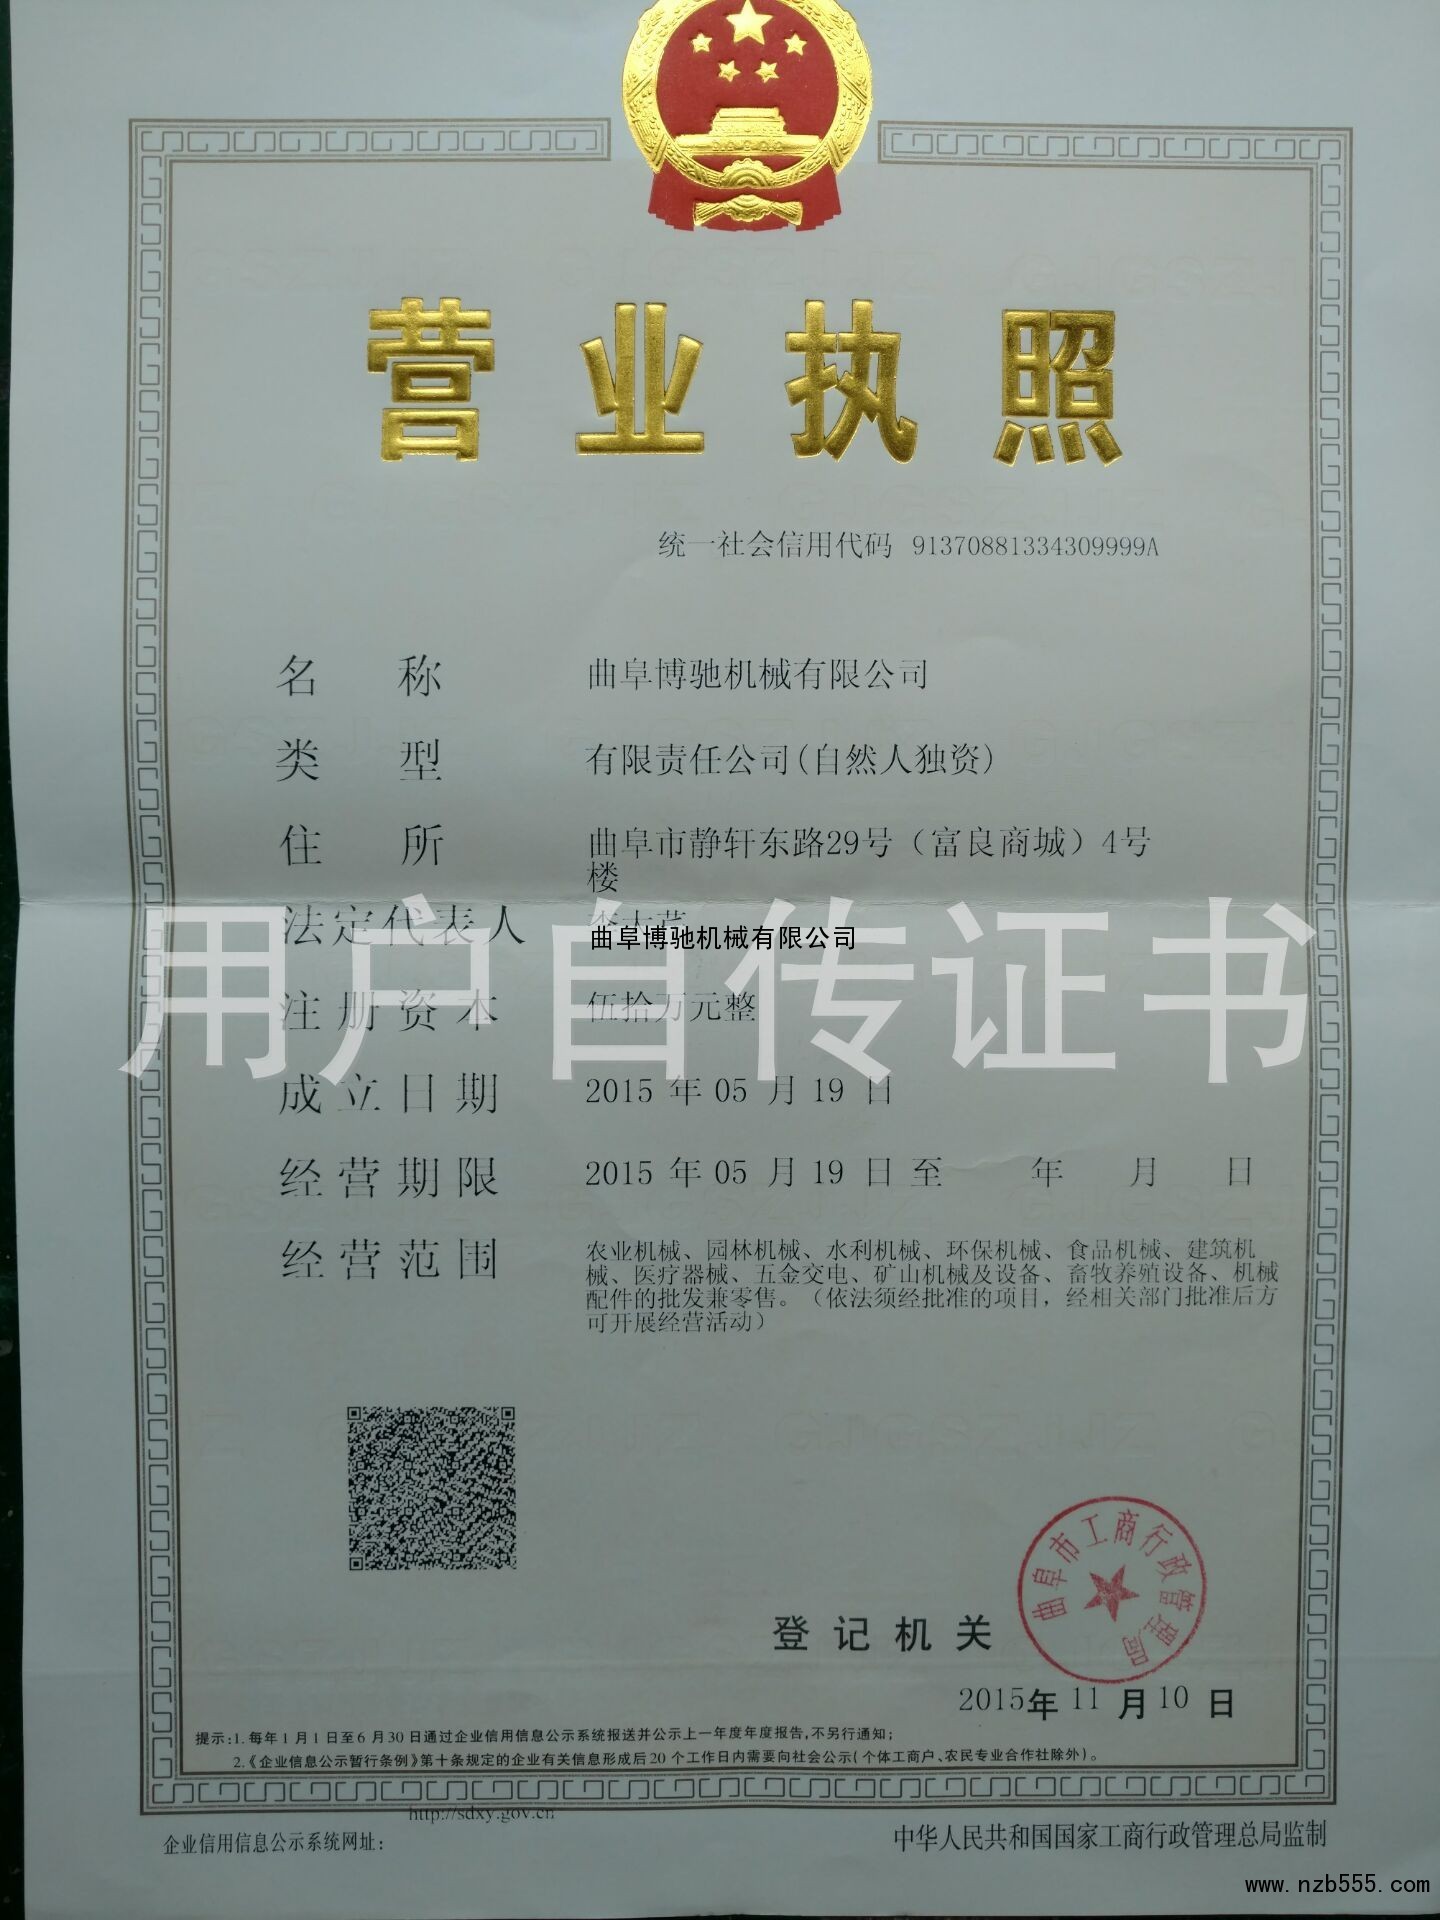 营业执照
统一社会信用代码 91370881334309999A
名称 曲阜博驰机械有限公司
类型 有限责任公司(自然人独资)
住所 曲阜市静轩东路29号（富良商城）4号
楼
法定代表人
曲阜博驰机械有限公司
用户自传证书
注册资本 伍拾万元整
成立日期 2015 年 05 月 19 日
经营期限 2015 年 05 月 19 日 至 年 月 日
经营范围 农业机械、园林机械、水利机械、环保机械、食品机械、建筑机
械、医疗器械、五金交电、矿山机械及设备、畜牧养殖设备、机械
配件的批发兼零售。（依法须经批准的项目，经相关部门批准后方
可开展经营活动）
曲阜市工商行政管理局
登记机关
2015年 11 月 10 日
提示:1.每年1月1日至6月30日通过企业信用信息公示系统报送并公示上一年度年度报告,不另行通知;
2.《企业信息公示暂行条例》第十条规定的企业有关信息形成后20个工作日内需要向社会公示(个体工商户、农民专业合作社除外)。
http://sdxy.gov.cn
企业信用信息公示系统网址:
中华人民共和国国家工商行政管理总局监制
www.nzb555.com